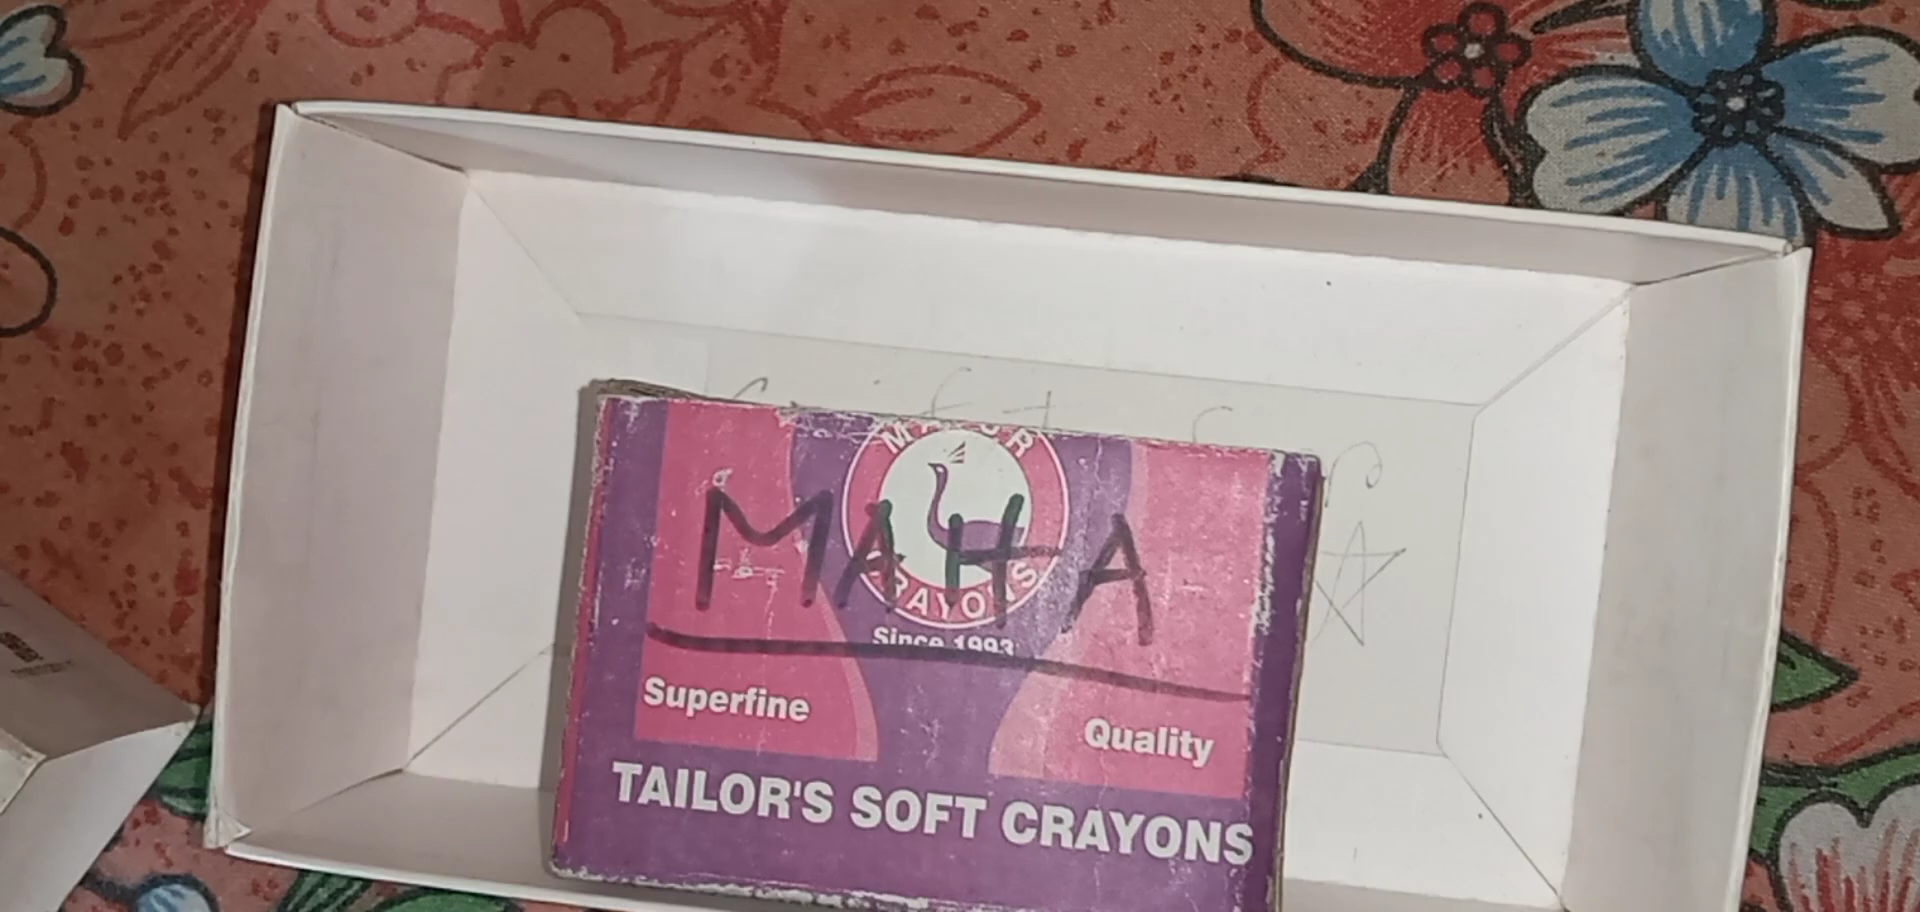 MAYUR
CRAYONS
MAHA
Since 1993
Superfine
Quality
TAILOR'S SOFT CRAYONS